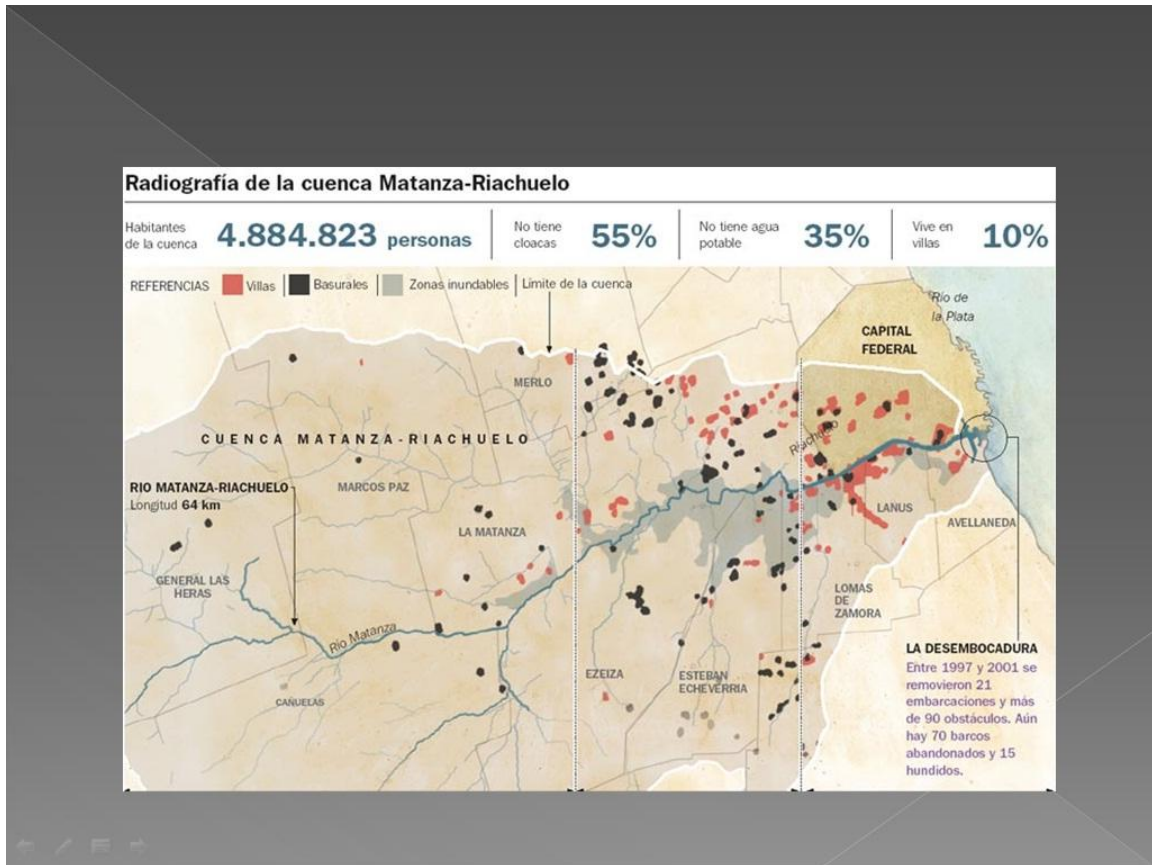 Radiografía de la cuenca Matanza-Riachuelo
Habitantes
de la cuenca
4.884.823 personas
No tiene
cloacas
55%
No tiene agua
potable
35%
Vive en
villas
10%
REFERENCIAS
Villas
Basurales
Zonas inundables
Límite de la cuenca
Río de
la Plata
CAPITAL
FEDERAL
MERLO
CUENCA MATANZA-RIACHUELO
Riachuelo
RIO MATANZA-RIACHUELO
Longitud 64 km
MARCOS PAZ
LA MATANZA
LANUS
AVELLANEDA
GENERAL LAS
HERAS
LOMAS
DE
ZAMORA
Río Matanza
EZEIZA
ESTEBAN
ECHEVERRIA
CAÑUELAS
LA DESEMBOCADURA
Entre 1997 y 2001 se
removieron 21
embarcaciones y más
de 90 obstáculos. Aún
hay 70 barcos
abandonados y 15
hundidos.